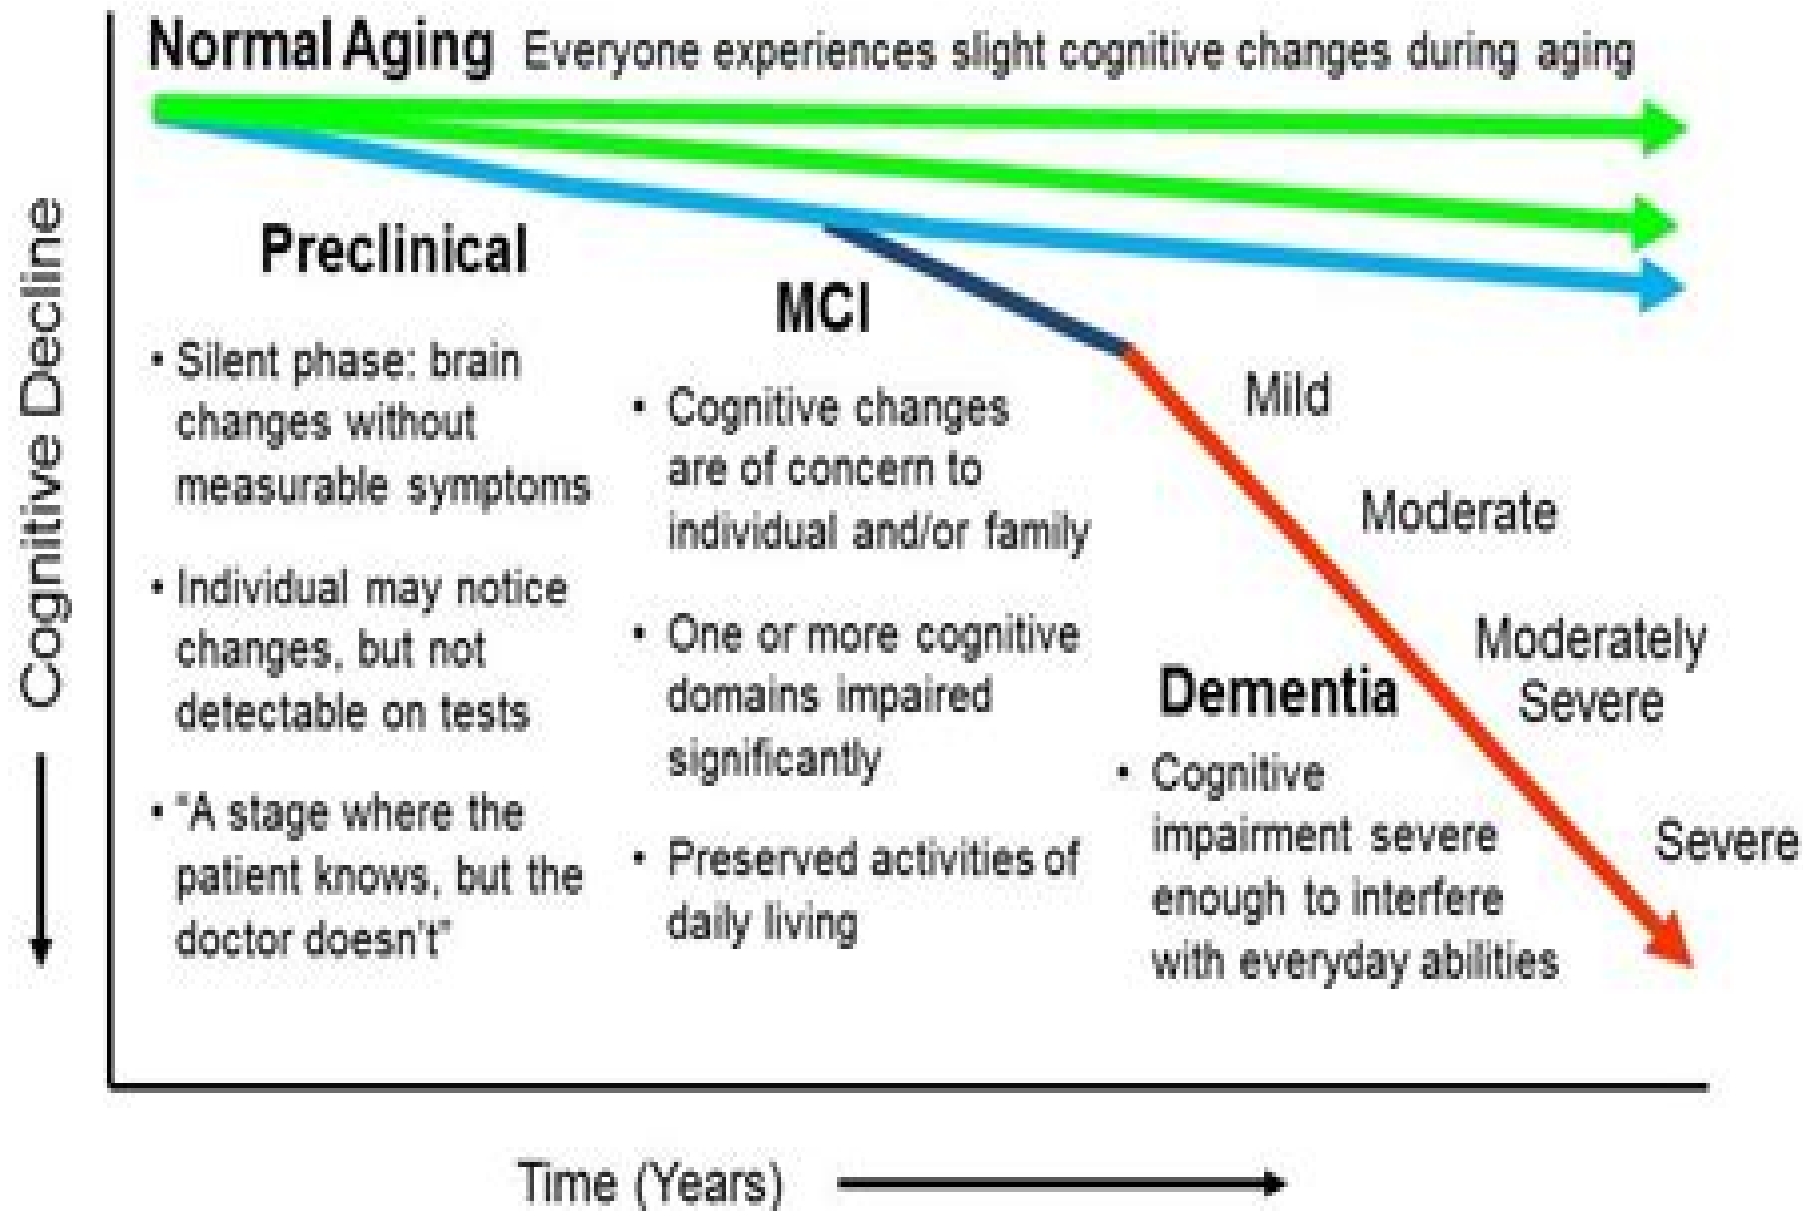 Normal Aging Everyone experiences slight cognitive changes during aging
Cognitive Decline
Preclinical
• Silent phase: brain
changes without
measurable symptoms
• Individual may notice
changes, but not
detectable on tests
• “A stage where the
patient knows, but the
doctor doesn't”
MCI
• Cognitive changes
are of concern to
individual and/or family
• One or more cognitive
domains impaired
significantly
• Preserved activities of
daily living
Mild
Moderate
Moderately
Severe
Severe
Dementia
• Cognitive
impairment severe
enough to interfere
with everyday abilities
Time (Years)